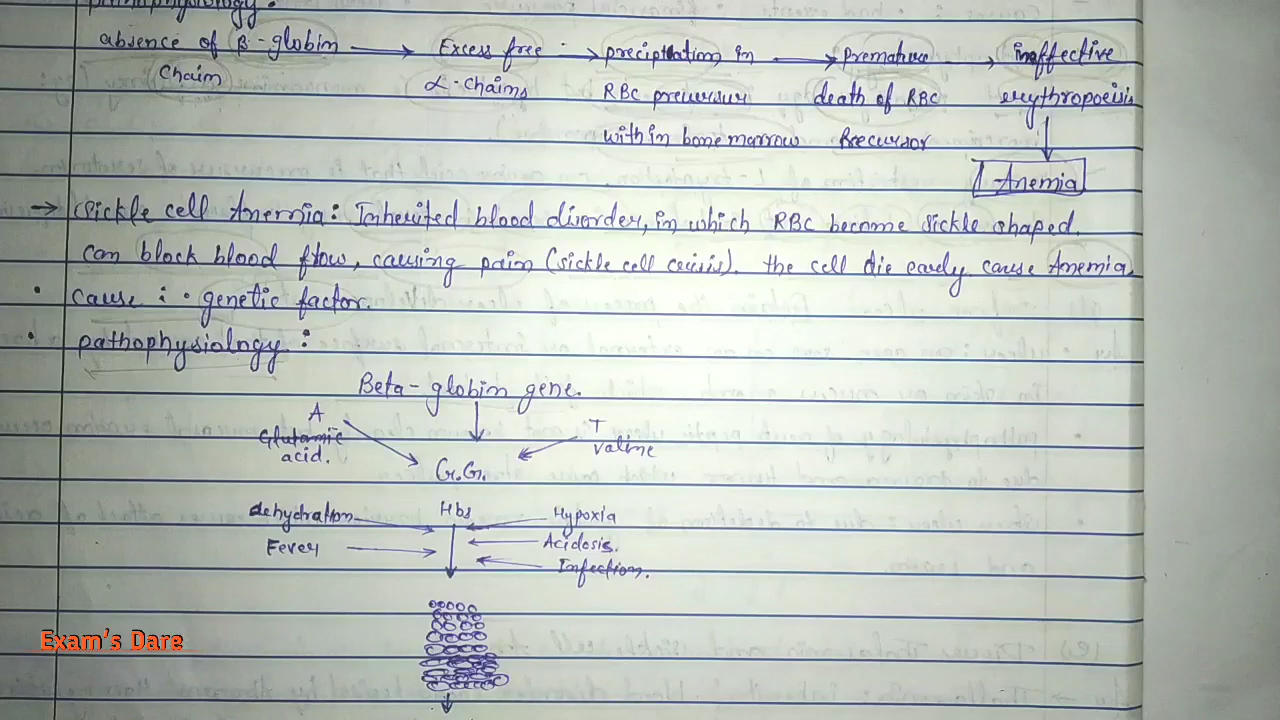 pathophysiology:
absence of β-globin → Excess free → precipitation in → premature → ineffective
chain α-chains RBC precursur death of RBC erythropoeisis
within bone marrow Precursor
Anemia
→ Sickle cell Anemia: Inherited blood disorder, in which RBC become sickle shaped.
can block blood flow, causing pain (sickle cell crisis). the cell die early cause Anemia.
• cause : • genetic factor.
• pathophysiology :
Beta-globin gene.
A T
Glutamic valine
acid.
dehydration Hbs Hypoxia
Fever Acidosis.
Infection.
Exam's Dare